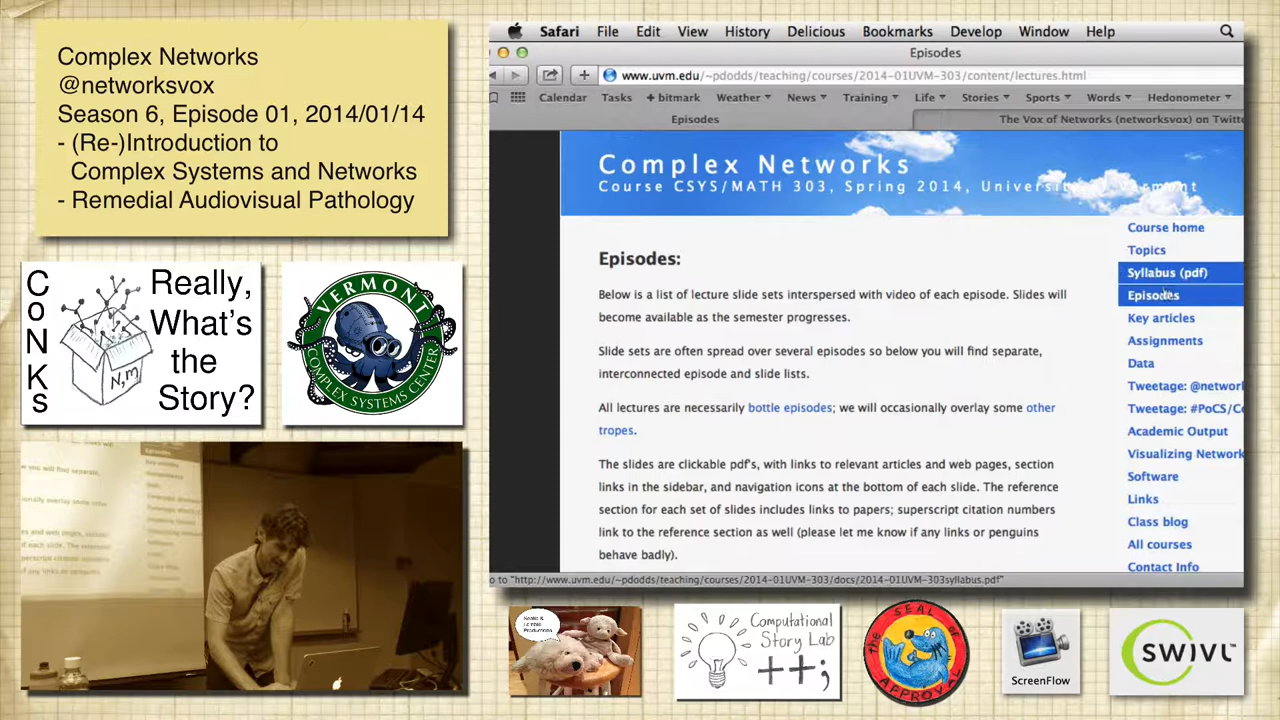 Complex Networks
@networksvox
Season 6, Episode 01, 2014/01/14
- (Re-)Introduction to
Complex Systems and Networks
- Remedial Audiovisual Pathology
CoNKs
N,m
Really,
What's
the
Story?
VERMONT
COMPLEX SYSTEMS CENTER
Safari File Edit View History Delicious Bookmarks Develop Window Help
Episodes
www.uvm.edu/~pdodds/teaching/courses/2014-01UVM-303/content/lectures.html
Calendar Tasks + bitmark Weather News Training Life Stories Sports Words Hedonometer
Episodes
The Vox of Networks (networksvox) on Twitte
Complex Networks
Course CSYS/MATH 303, Spring 2014, University Vermont
Episodes:
Below is a list of lecture slide sets interspersed with video of each episode. Slides will
become available as the semester progresses.
Slide sets are often spread over several episodes so below you will find separate,
interconnected episode and slide lists.
All lectures are necessarily bottle episodes; we will occasionally overlay some other
tropes.
The slides are clickable pdf's, with links to relevant articles and web pages, section
links in the sidebar, and navigation icons at the bottom of each slide. The reference
section for each set of slides includes links to papers; superscript citation numbers
link to the reference section as well (please let me know if any links or penguins
behave badly).
Course home
Topics
Syllabus (pdf)
Episodes
Key articles
Assignments
Data
Tweetage: @networ
Tweetage: #PoCS/Co
Academic Output
Visualizing Network
Software
Links
Class blog
All courses
Contact Info
o to "http://www.uvm.edu/~pdodds/teaching/courses/2014-01UVM-303/docs/2014-01UVM-303syllabus.pdf"
Productions
Computational
Story Lab
++;
THE SEAL OF APPROVAL
ScreenFlow
SWIVL™